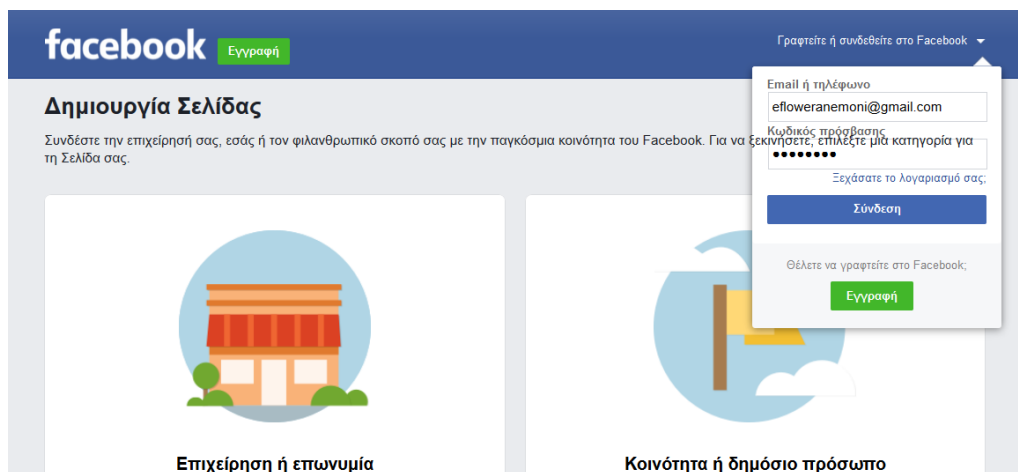 facebook
Εγγραφή
Γραφτείτε ή συνδεθείτε στο Facebook
Email ή τηλέφωνο
efloweranemoni@gmail.com
Κωδικός πρόσβασης
••••••••
Ξεχάσατε το λογαριασμό σας;
Σύνδεση
Θέλετε να γραφτείτε στο Facebook;
Εγγραφή
Δημιουργία Σελίδας
Συνδέστε την επιχείρησή σας, εσάς ή τον φιλανθρωπικό σκοπό σας με την παγκόσμια κοινότητα του Facebook. Για να ξεκινήσετε, επιλέξτε μια κατηγορία για
τη Σελίδα σας.
Επιχείρηση ή επωνυμία
Κοινότητα ή δημόσιο πρόσωπο